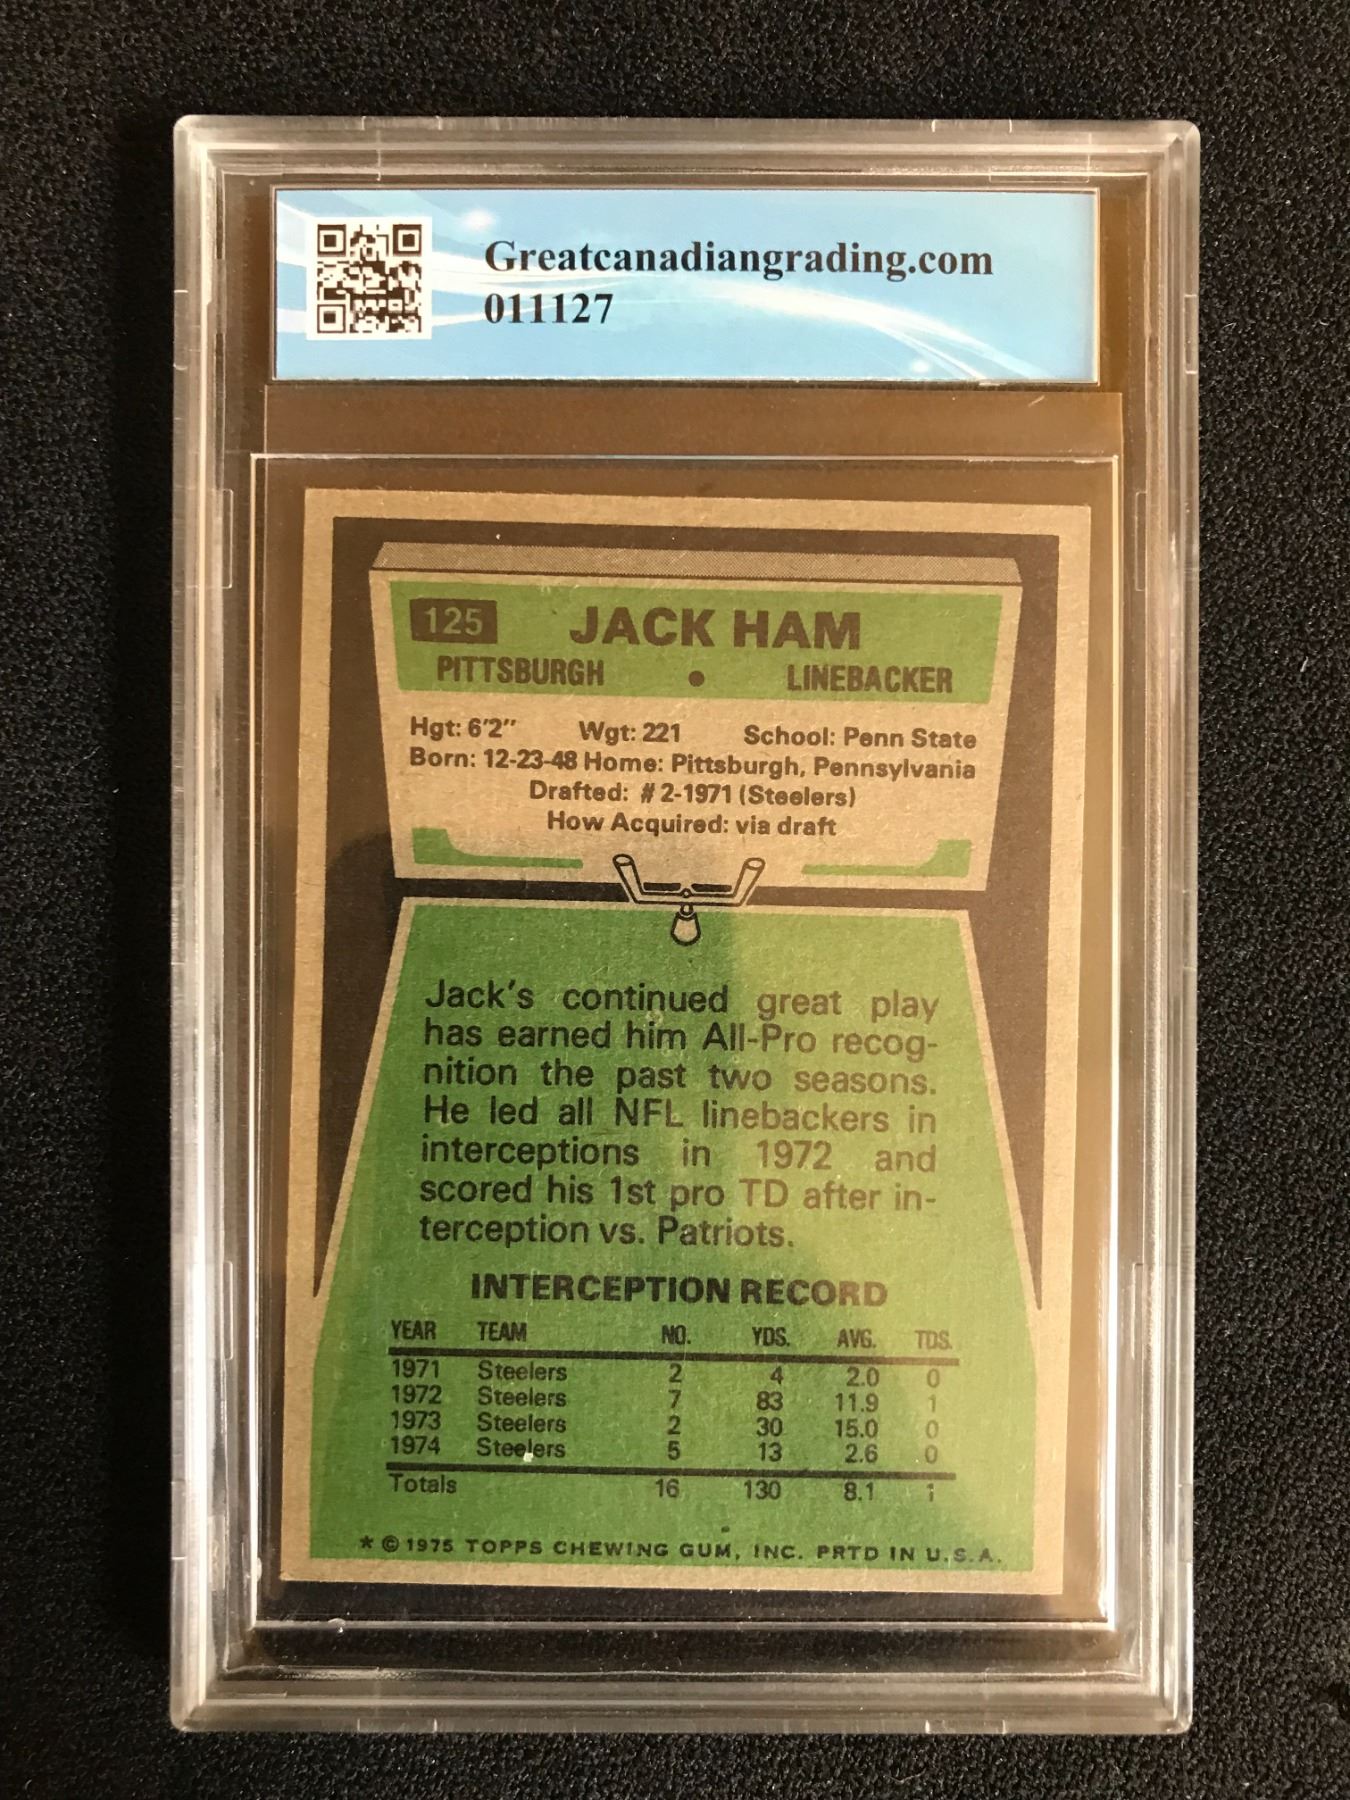 Greatcanadiangrading.com
011127
125 JACK HAM
PITTSBURGH • LINEBACKER
Hgt: 6'2" Wgt: 221 School: Penn State
Born: 12-23-48 Home: Pittsburgh, Pennsylvania
Drafted: #2-1971 (Steelers)
How Acquired: via draft
Jack's continued great play
has earned him All-Pro recog-
nition the past two seasons.
He led all NFL linebackers in
interceptions in 1972 and
scored his 1st pro TD after in-
terception vs. Patriots.
INTERCEPTION RECORD
YEAR TEAM NO. YDS. AVG. TDS.
1971 Steelers 2 4 2.0 0
1972 Steelers 7 83 11.9 1
1973 Steelers 2 30 15.0 0
1974 Steelers 5 13 2.6 0
Totals 16 130 8.1 1
* © 1975 TOPPS CHEWING GUM, INC. PRTD IN U.S.A.